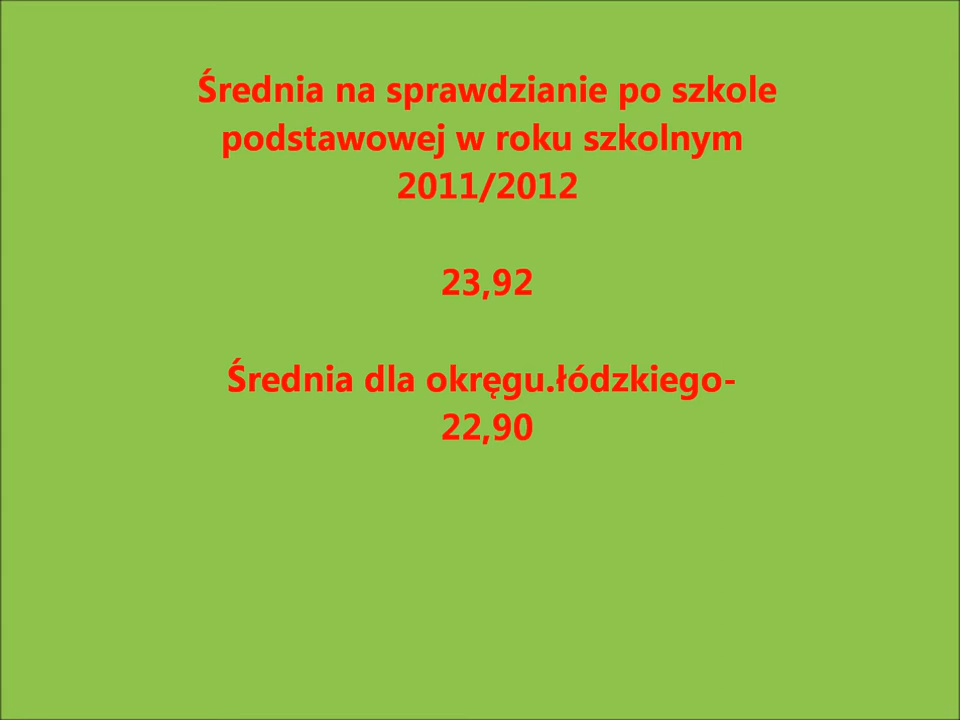 Średnia na sprawdzianie po szkole
podstawowej w roku szkolnym
2011/2012
23,92
Średnia dla okręgu.łódzkiego-
22,90